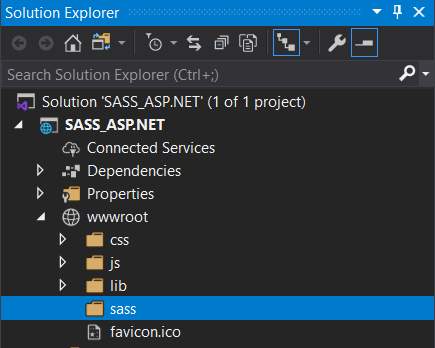 Solution Explorer
Search Solution Explorer (Ctrl+;)
Solution 'SASS_ASP.NET' (1 of 1 project)
SASS_ASP.NET
Connected Services
Dependencies
Properties
wwwroot
css
js
lib
sass
favicon.ico